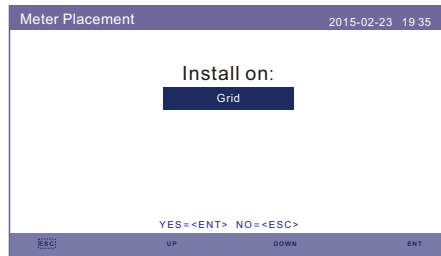 Meter Placement 2015-02-23 19 35
Install on:
Grid
YES=<ENT> NO=<ESC>
ESC UP DOWN ENT